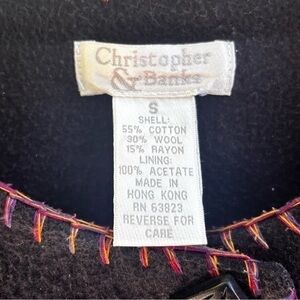 Christopher
& Banks
S
SHELL:
55% COTTON
30% WOOL
15% RAYON
LINING:
100% ACETATE
MADE IN
HONG KONG
RN 63823
REVERSE FOR
CARE